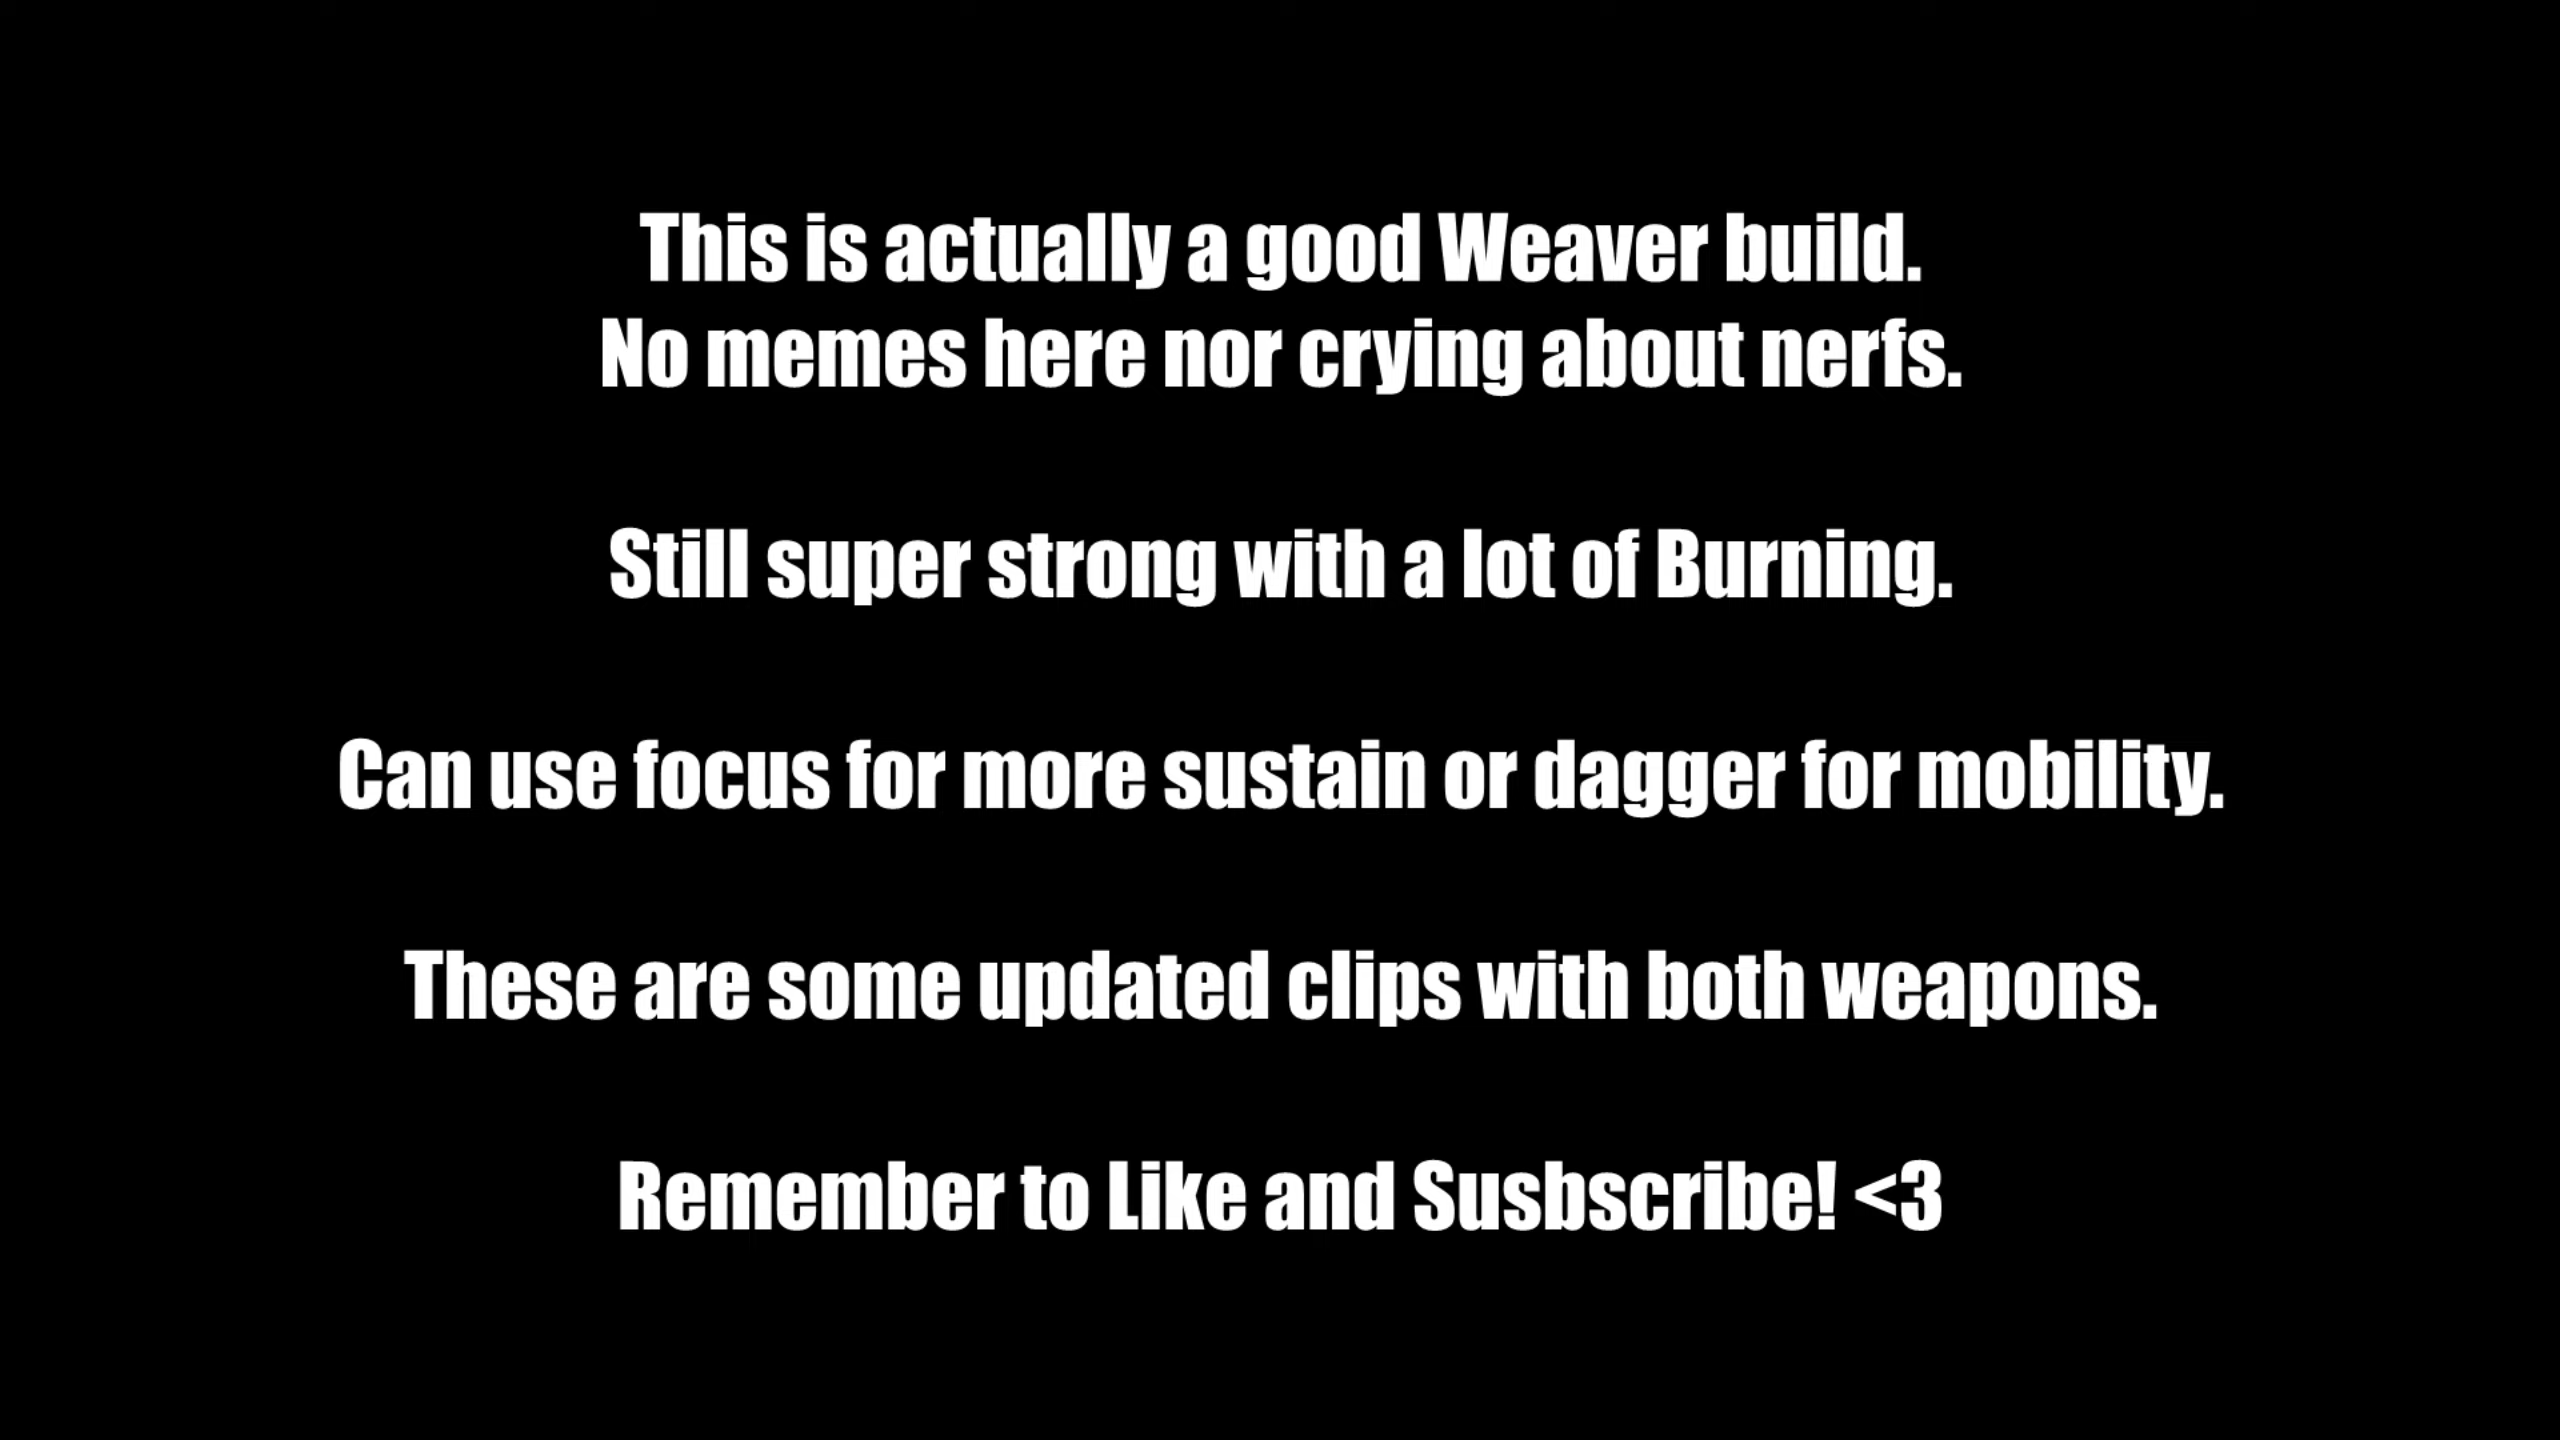 This is actually a good Weaver build.
No memes here nor crying about nerfs.
Still super strong with a lot of Burning.
Can use focus for more sustain or dagger for mobility.
These are some updated clips with both weapons.
Remember to Like and Susbscribe! <3